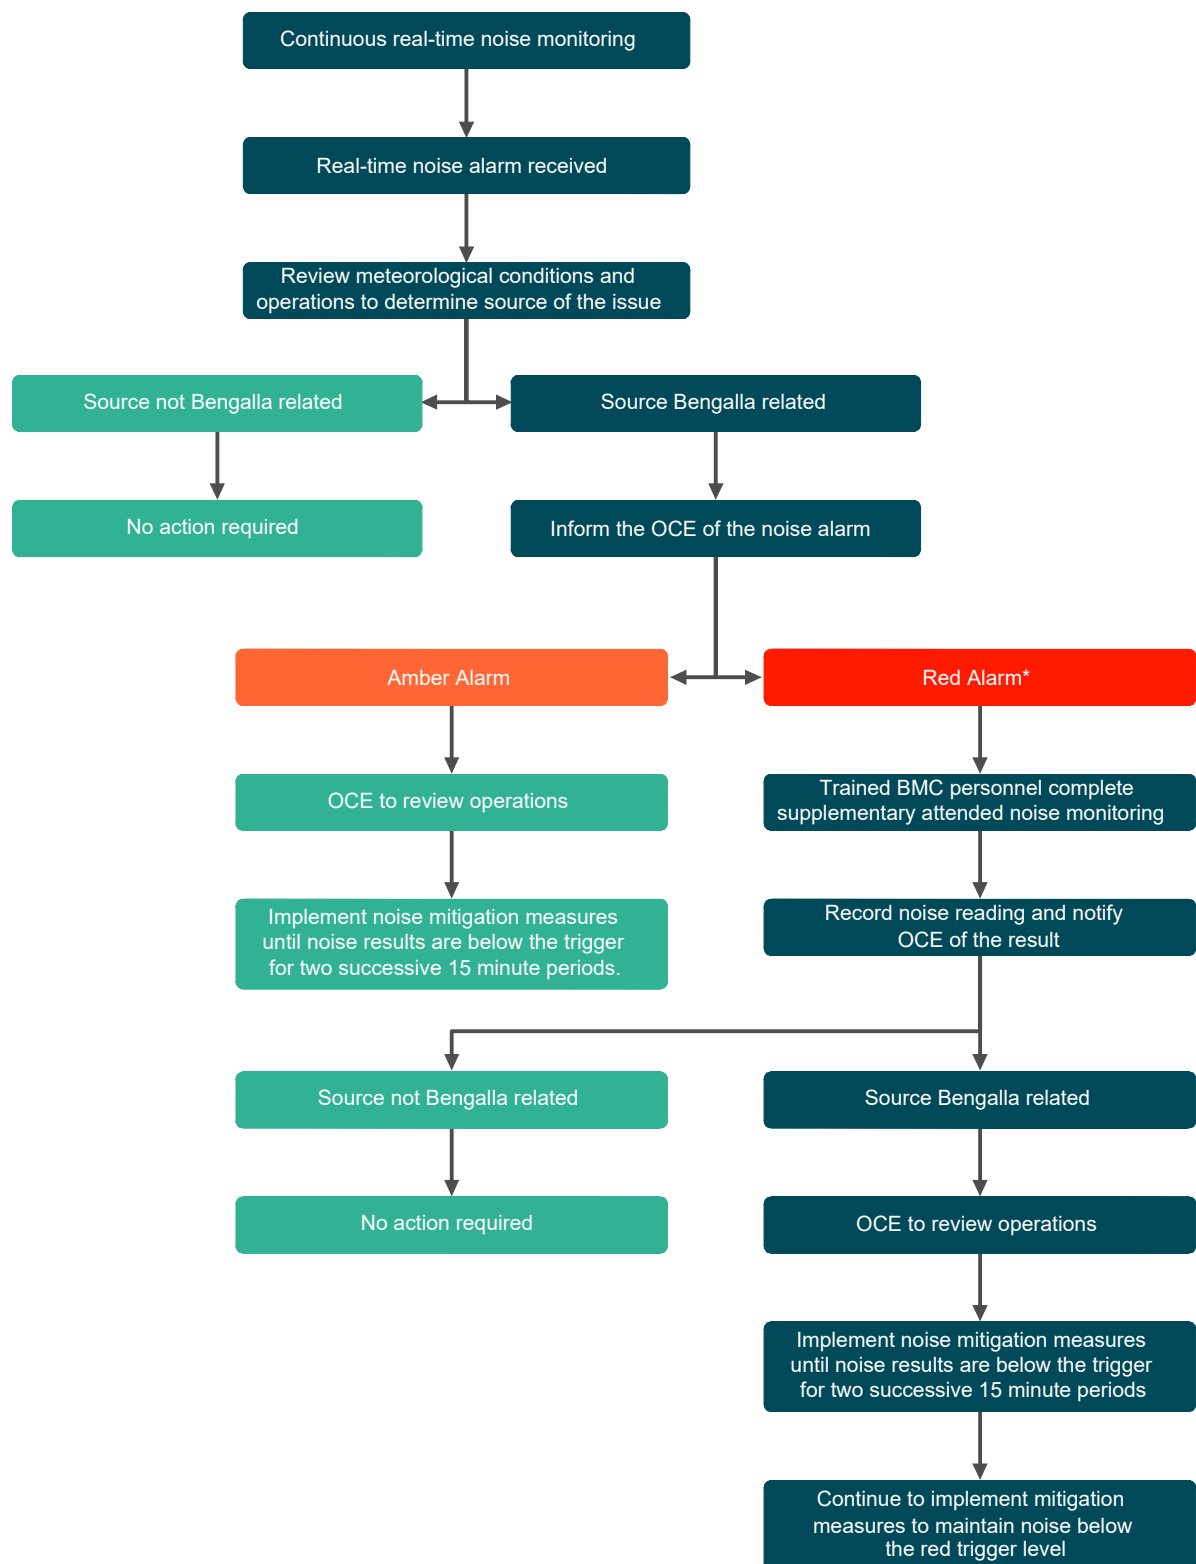 Continuous real-time noise monitoring
Real-time noise alarm received
Review meteorological conditions and
operations to determine source of the issue
Source not Bengalla related
Source Bengalla related
No action required
Inform the OCE of the noise alarm
Amber Alarm
Red Alarm*
OCE to review operations
Trained BMC personnel complete
supplementary attended noise monitoring
Implement noise mitigation measures
until noise results are below the trigger
for two successive 15 minute periods.
Record noise reading and notify
OCE of the result
Source not Bengalla related
Source Bengalla related
No action required
OCE to review operations
Implement noise mitigation measures
until noise results are below the trigger
for two successive 15 minute periods
Continue to implement mitigation
measures to maintain noise below
the red trigger level